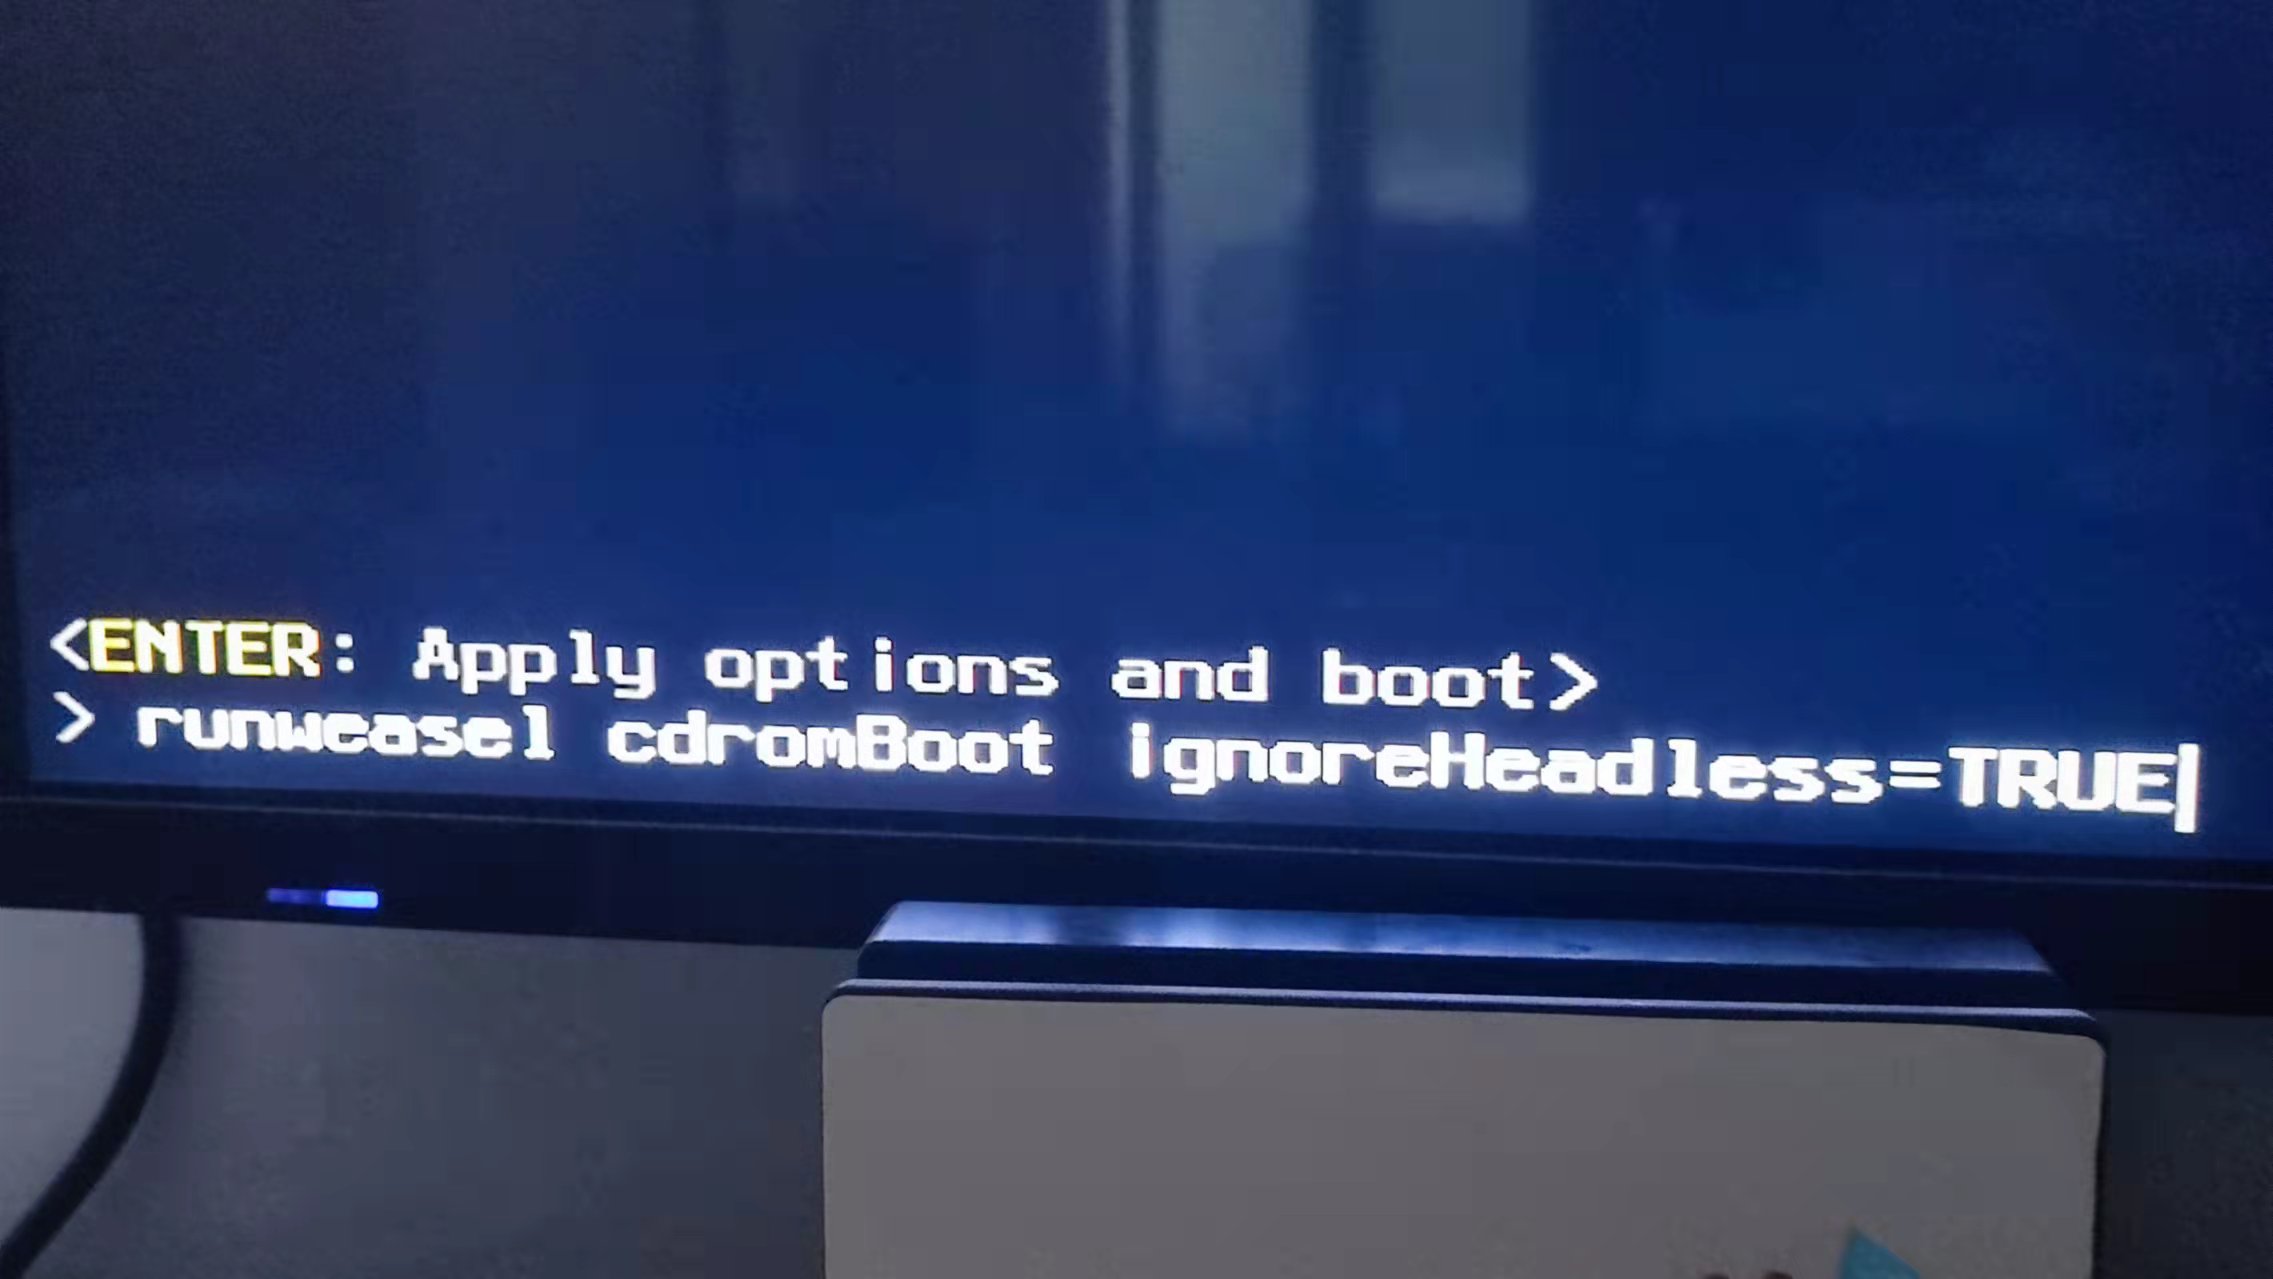 <ENTER: Apply options and boot>
> runweasel cdromBoot ignoreHeadless=TRUE